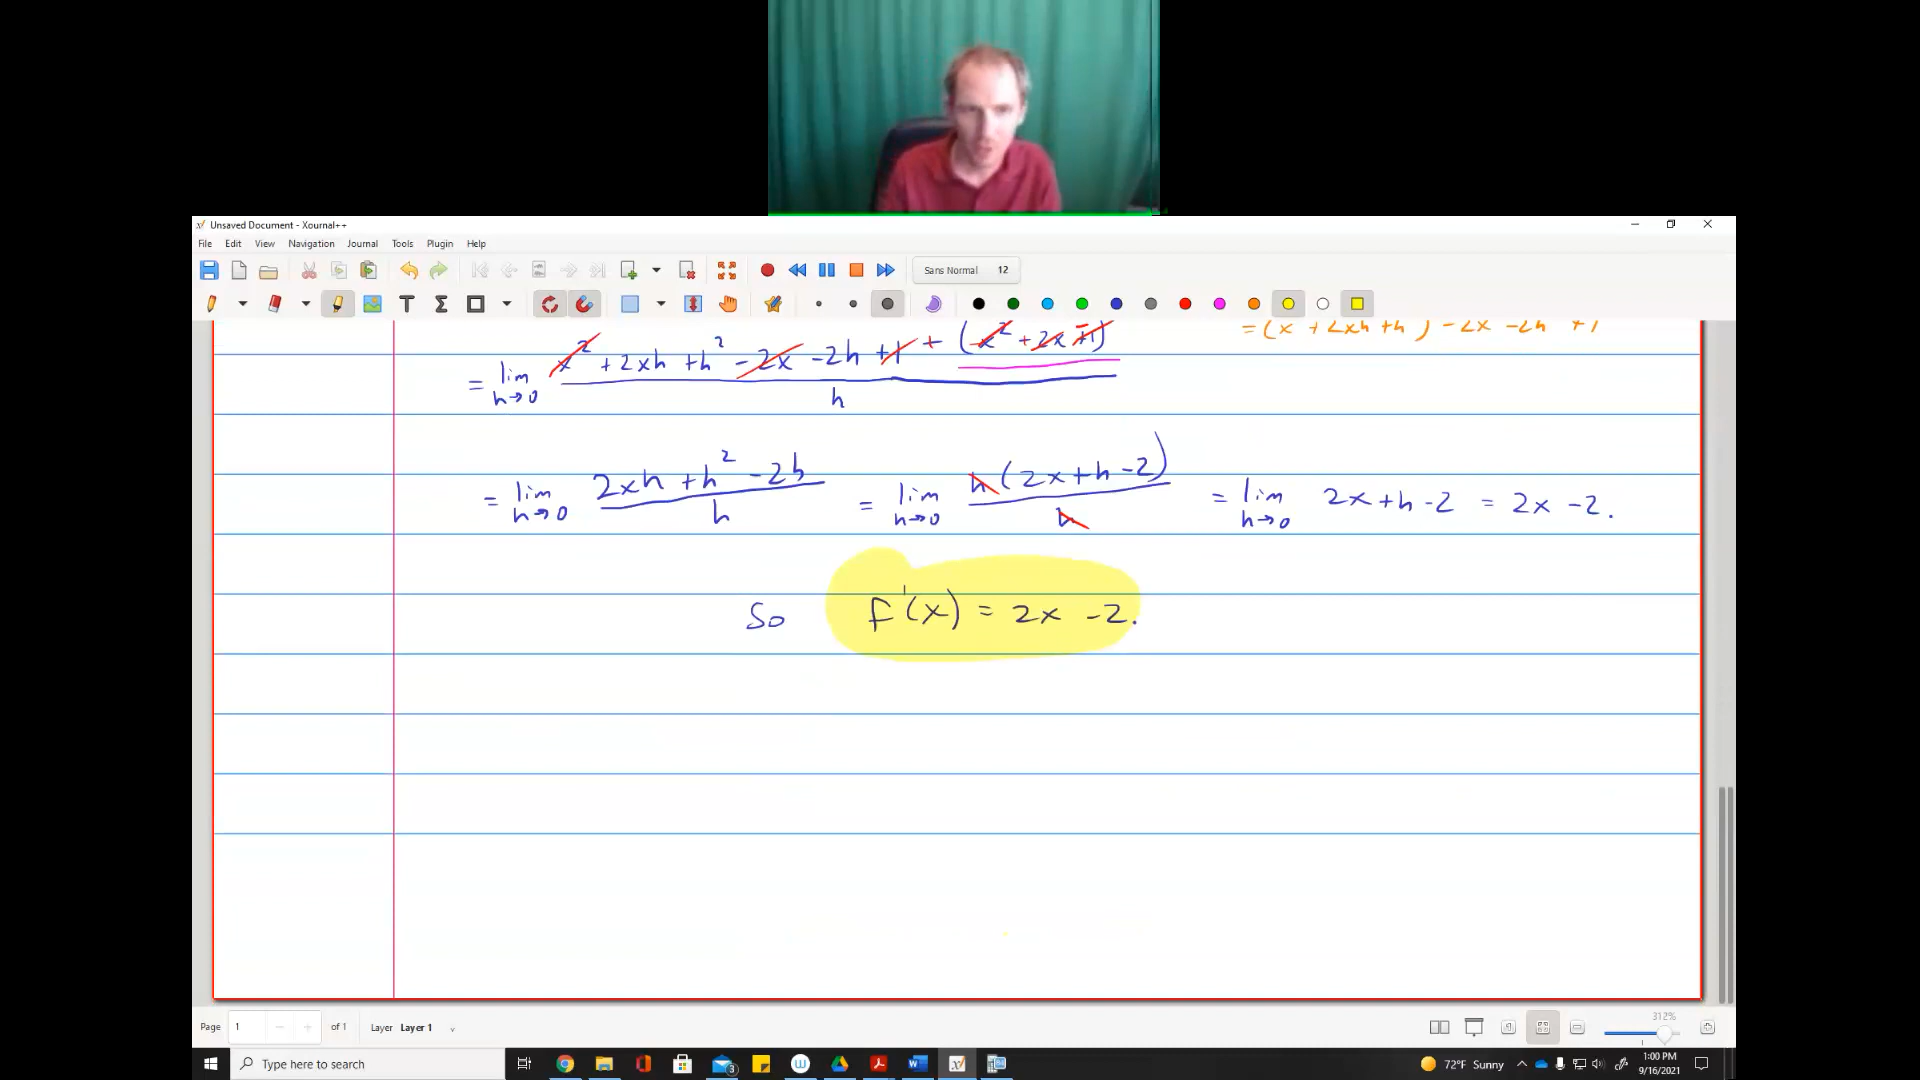 Unsaved Document - Xournal++
File Edit View Navigation Journal Tools Plugin Help
Sans Normal 12
= (x + 2xh + h ) - 2x - 2h + 1
= lim h→0 x² + 2xh + h² - 2x - 2h + 1 + (-x² + 2x - 1) / h
= lim h→0 2xh + h² - 2h / h = lim h→0 h(2x + h - 2) / h = lim h→0 2x + h - 2 = 2x - 2.
So f'(x) = 2x - 2.
312%
Page 1 of 1 Layer Layer 1
Type here to search
3
72°F Sunny
1:00 PM
9/16/2021